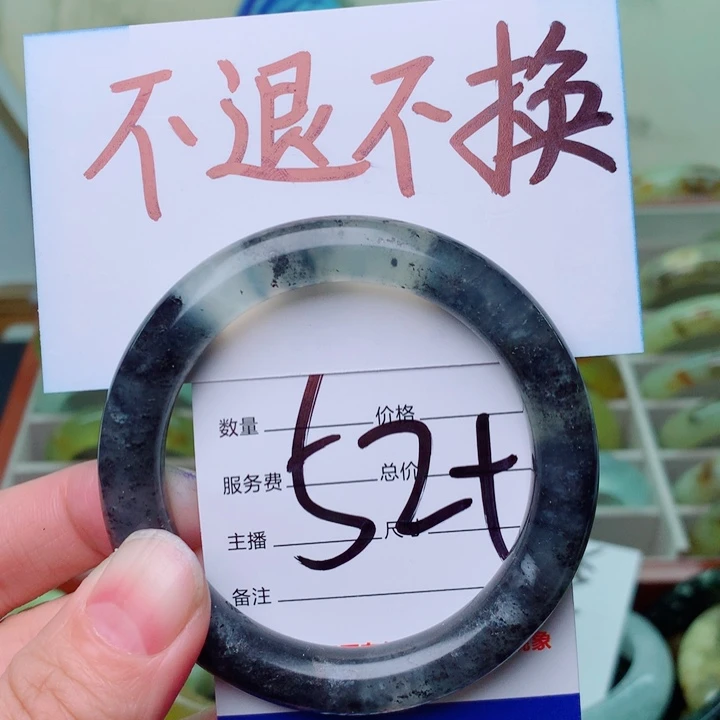 不退不换
数量 价格
服务费 总价
52t
主播 尺
备注
象